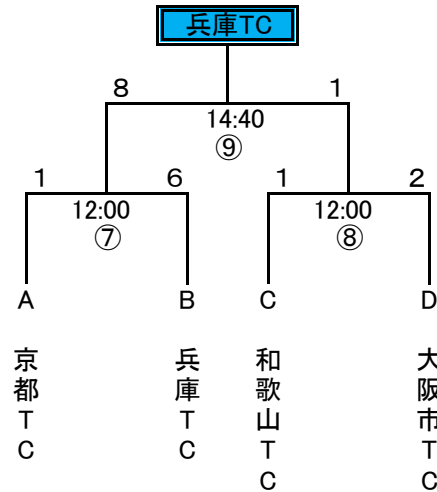 兵庫TC
8 1
14:40
⑨
1 6 1 2
12:00 12:00
⑦ ⑧
A B C D
京都TC
兵庫TC
和歌山TC
大阪市TC